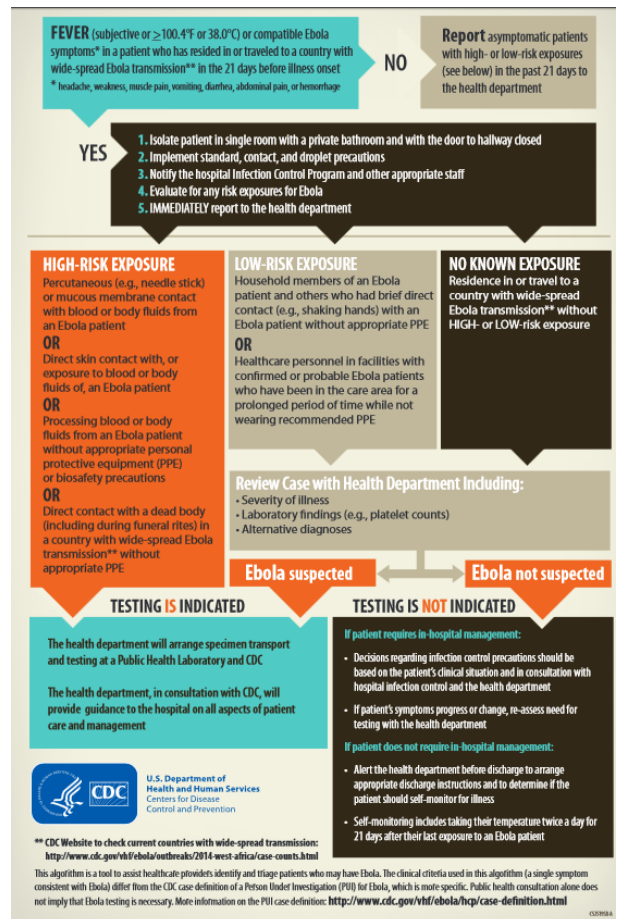 FEVER (subjective or ≥100.4°F or 38.0°C) or compatible Ebola
symptoms* in a patient who has resided in or traveled to a country with
wide-spread Ebola transmission** in the 21 days before illness onset
* headache, weakness, muscle pain, vomiting, diarrhea, abdominal pain, or hemorrhage
NO
Report asymptomatic patients
with high- or low-risk exposures
(see below) in the past 21 days to
the health department
YES
1. Isolate patient in single room with a private bathroom and with the door to hallway closed
2. Implement standard, contact, and droplet precautions
3. Notify the hospital Infection Control Program and other appropriate staff
4. Evaluate for any risk exposures for Ebola
5. IMMEDIATELY report to the health department
HIGH-RISK EXPOSURE
Percutaneous (e.g., needle stick)
or mucous membrane contact
with blood or body fluids from
an Ebola patient
OR
Direct skin contact with, or
exposure to blood or body
fluids of, an Ebola patient
OR
Processing blood or body
fluids from an Ebola patient
without appropriate personal
protective equipment (PPE)
or biosafety precautions
OR
Direct contact with a dead body
(including during funeral rites) in
a country with wide-spread Ebola
transmission** without
appropriate PPE
LOW-RISK EXPOSURE
Household members of an Ebola
patient and others who had brief direct
contact (e.g., shaking hands) with an
Ebola patient without appropriate PPE
OR
Healthcare personnel in facilities with
confirmed or probable Ebola patients
who have been in the care area for a
prolonged period of time while not
wearing recommended PPE
NO KNOWN EXPOSURE
Residence in or travel to a
country with wide-spread
Ebola transmission** without
HIGH- or LOW-risk exposure
Review Case with Health Department Including:
• Severity of illness
• Laboratory findings (e.g., platelet counts)
• Alternative diagnoses
Ebola suspected
Ebola not suspected
TESTING IS INDICATED
The health department will arrange specimen transport
and testing at a Public Health Laboratory and CDC
The health department, in consultation with CDC, will
provide guidance to the hospital on all aspects of patient
care and management
TESTING IS NOT INDICATED
If patient requires in-hospital management:
• Decisions regarding infection control precautions should be
based on the patient's clinical situation and in consultation with
hospital infection control and the health department
• If patient's symptoms progress or change, re-assess need for
testing with the health department
If patient does not require in-hospital management:
• Alert the health department before discharge to arrange
appropriate discharge instructions and to determine if the
patient should self-monitor for illness
• Self-monitoring includes taking their temperature twice a day for
21 days after their last exposure to an Ebola patient
CDC
U.S. Department of
Health and Human Services
Centers for Disease
Control and Prevention
** CDC Website to check current countries with wide-spread transmission:
http://www.cdc.gov/vhf/ebola/outbreaks/2014-west-africa/case-counts.html
This algorithm is a tool to assist healthcare providers identify and triage patients who may have Ebola. The clinical criteria used in this algorithm (a single symptom
consistent with Ebola) differ from the CDC case definition of a Person Under Investigation (PUI) for Ebola, which is more specific. Public health consultation alone does
not imply that Ebola testing is necessary. More information on the PUI case definition: http://www.cdc.gov/vhf/ebola/hcp/case-definition.html